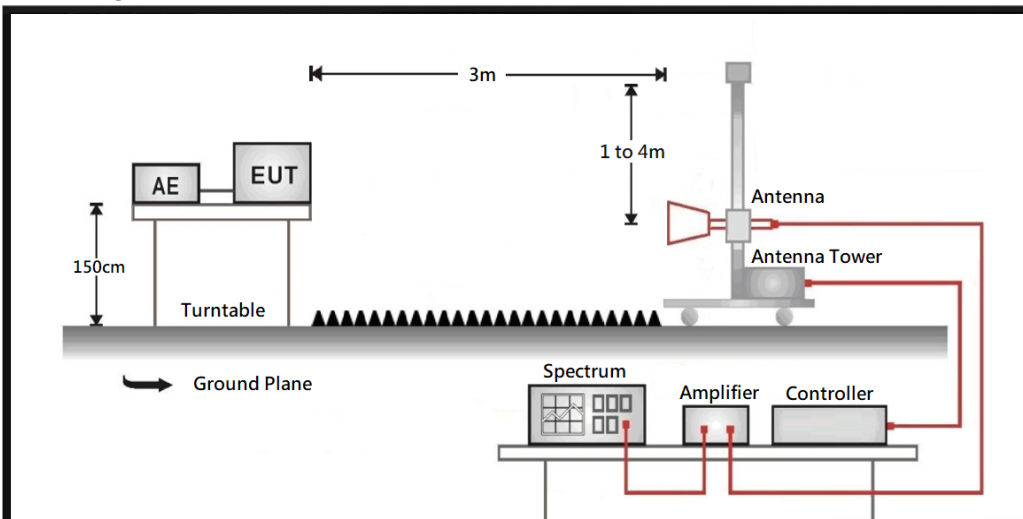 3m
1 to 4m
AE
EUT
Antenna
150cm
Antenna Tower
Turntable
Ground Plane
Spectrum
Amplifier
Controller